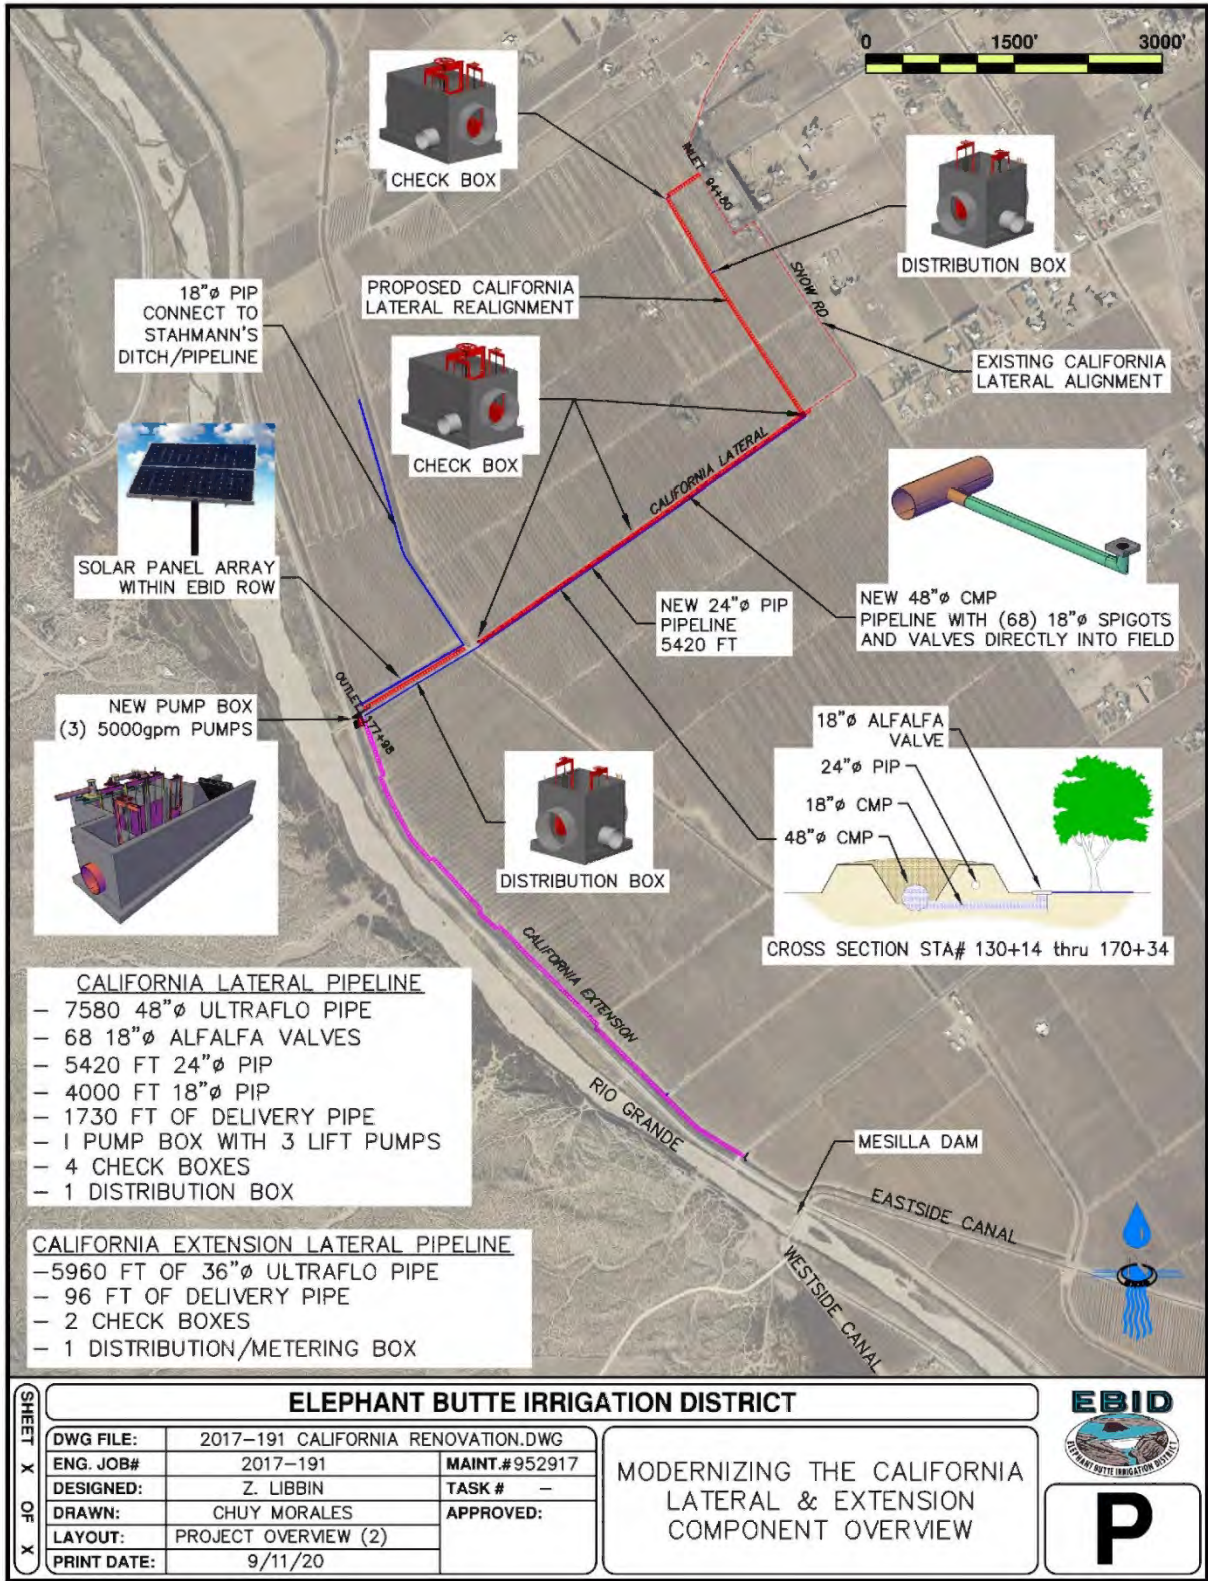 0 1500' 3000'
CHECK BOX
INLET 94+80
DISTRIBUTION BOX
18"ø PIP
CONNECT TO
STAHMANN'S
DITCH/PIPELINE
PROPOSED CALIFORNIA
LATERAL REALIGNMENT
SNOW RD
EXISTING CALIFORNIA
LATERAL ALIGNMENT
CHECK BOX
CALIFORNIA LATERAL
SOLAR PANEL ARRAY
WITHIN EBID ROW
NEW 24"ø PIP
PIPELINE
5420 FT
NEW 48"ø CMP
PIPELINE WITH (68) 18"ø SPIGOTS
AND VALVES DIRECTLY INTO FIELD
OUTLET 177+98
NEW PUMP BOX
(3) 5000gpm PUMPS
18"ø ALFALFA
VALVE
24"ø PIP
18"ø CMP
48"ø CMP
DISTRIBUTION BOX
CROSS SECTION STA# 130+14 thru 170+34
CALIFORNIA EXTENSION
CALIFORNIA LATERAL PIPELINE
- 7580 48"ø ULTRAFLO PIPE
- 68 18"ø ALFALFA VALVES
- 5420 FT 24"ø PIP
- 4000 FT 18"ø PIP
- 1730 FT OF DELIVERY PIPE
- I PUMP BOX WITH 3 LIFT PUMPS
- 4 CHECK BOXES
- 1 DISTRIBUTION BOX
RIO GRANDE
MESILLA DAM
EASTSIDE CANAL
WESTSIDE CANAL
CALIFORNIA EXTENSION LATERAL PIPELINE
-5960 FT OF 36"ø ULTRAFLO PIPE
- 96 FT OF DELIVERY PIPE
- 2 CHECK BOXES
- 1 DISTRIBUTION/METERING BOX
SHEET X OF X
ELEPHANT BUTTE IRRIGATION DISTRICT
DWG FILE: 2017-191 CALIFORNIA RENOVATION.DWG
ENG. JOB# 2017-191 MAINT.#952917
DESIGNED: Z. LIBBIN TASK # -
DRAWN: CHUY MORALES APPROVED:
LAYOUT: PROJECT OVERVIEW (2)
PRINT DATE: 9/11/20
MODERNIZING THE CALIFORNIA
LATERAL & EXTENSION
COMPONENT OVERVIEW
EBID
ELEPHANT BUTTE IRRIGATION DISTRICT
P